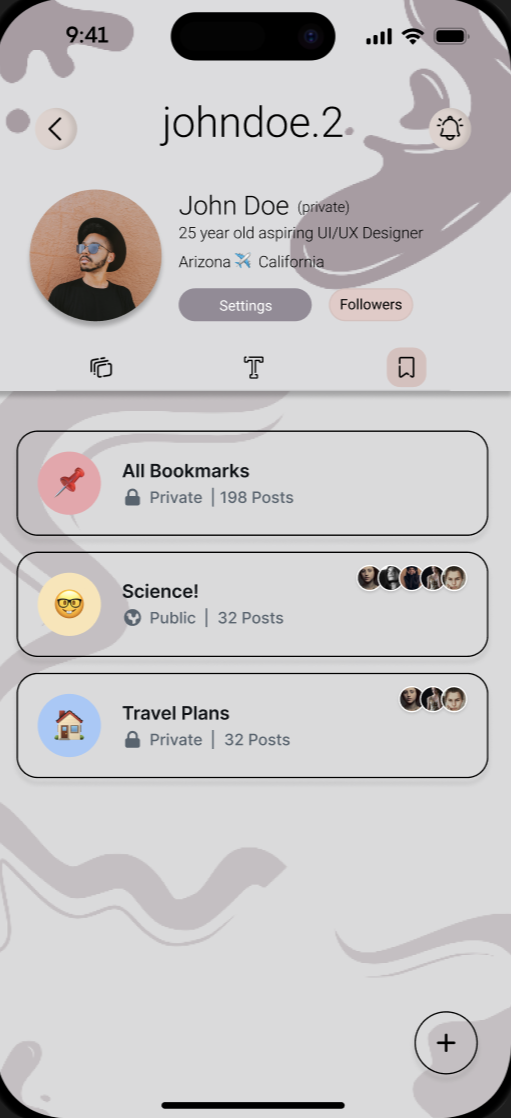 9:41
johndoe.2
John Doe (private)
25 year old aspiring UI/UX Designer
Arizona ✈️ California
Settings
Followers
T
All Bookmarks
Private | 198 Posts
Science!
Public | 32 Posts
Travel Plans
Private | 32 Posts
+